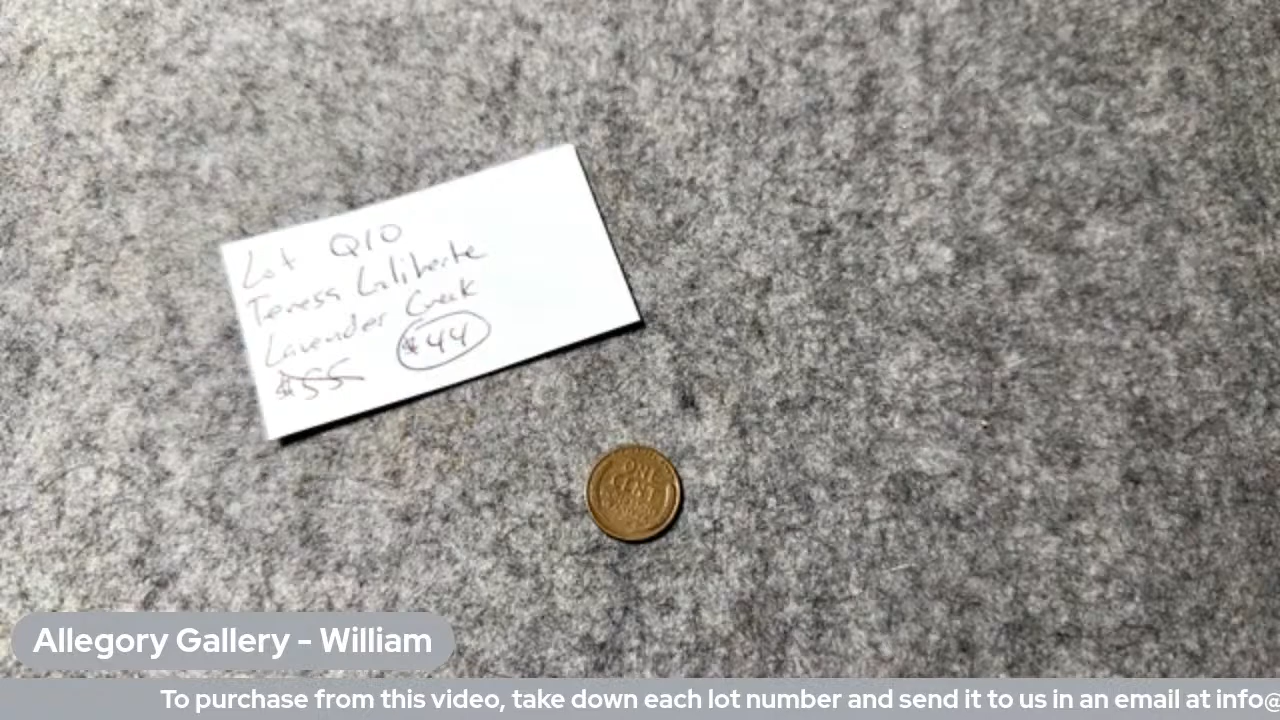 Lot Q10
Teresa Laliberte
Lavender Creek
$55 $44
ONE
CENT
Allegory Gallery - William
To purchase from this video, take down each lot number and send it to us in an email at info@